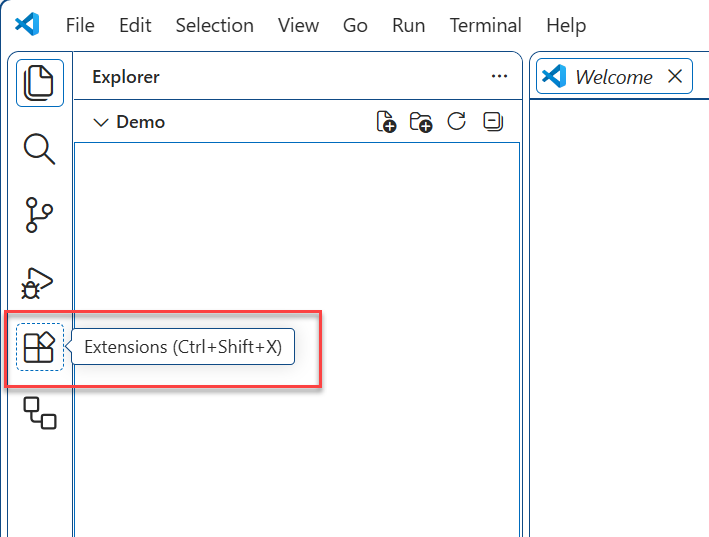 File Edit Selection View Go Run Terminal Help
Explorer
Welcome
Demo
Extensions (Ctrl+Shift+X)